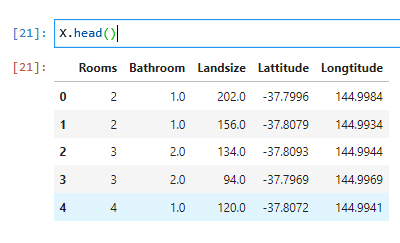 [21]: X.head()
[21]: Rooms Bathroom Landsize Lattitude Longtitude
0 2 1.0 202.0 -37.7996 144.9984
1 2 1.0 156.0 -37.8079 144.9934
2 3 2.0 134.0 -37.8093 144.9944
3 3 2.0 94.0 -37.7969 144.9969
4 4 1.0 120.0 -37.8072 144.9941